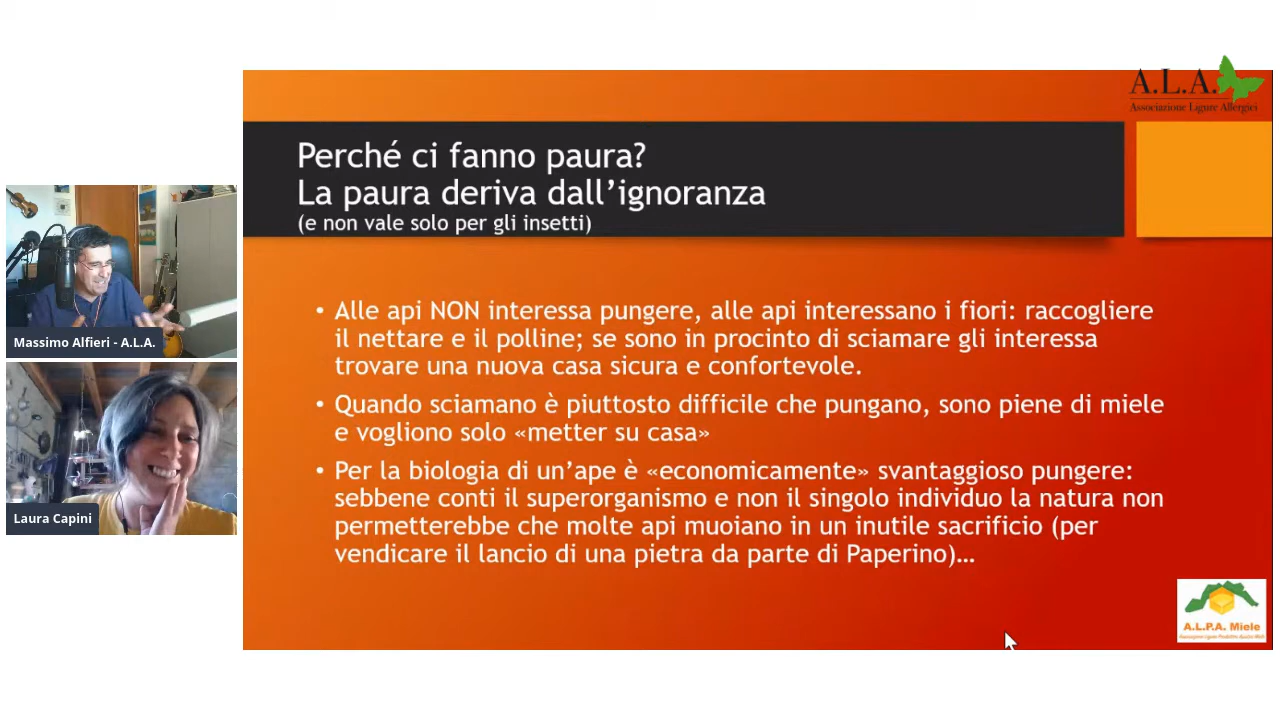 A.L.A.
Associazione Ligure Allergici
Perché ci fanno paura?
La paura deriva dall’ignoranza
(e non vale solo per gli insetti)
• Alle api NON interessa pungere, alle api interessano i fiori: raccogliere
il nettare e il polline; se sono in procinto di sciamare gli interessa
trovare una nuova casa sicura e confortevole.
• Quando sciamano è piuttosto difficile che pungano, sono piene di miele
e vogliono solo «metter su casa»
• Per la biologia di un’ape è «economicamente» svantaggioso pungere:
sebbene conti il superorganismo e non il singolo individuo la natura non
permetterebbe che molte api muoiano in un inutile sacrificio (per
vendicare il lancio di una pietra da parte di Paperino)…
Massimo Alfieri - A.L.A.
Laura Capini
A.L.P.A. Miele